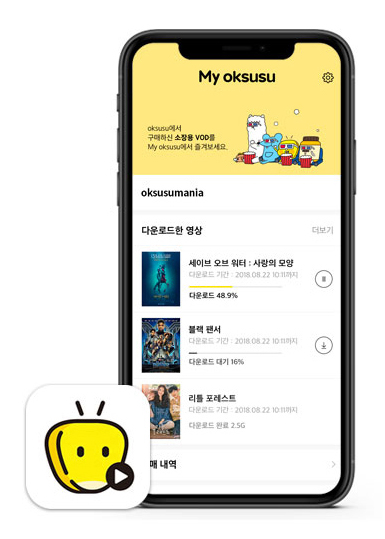 My oksusu
oksusu에서
구매하신 소장용 VOD를
My oksusu에서 즐겨보세요.
oksusumania
다운로드한 영상
더보기
세이브 오브 워터 : 사랑의 모양
다운로드 기간 : 2018.08.22 10:11까지
다운로드 48.9%
블랙 팬서
다운로드 기간 : 2018.08.22 10:11까지
다운로드 대기 16%
리틀 포레스트
다운로드 기간 : 2018.08.22 10:11까지
다운로드 완료 2.5G
매 내역